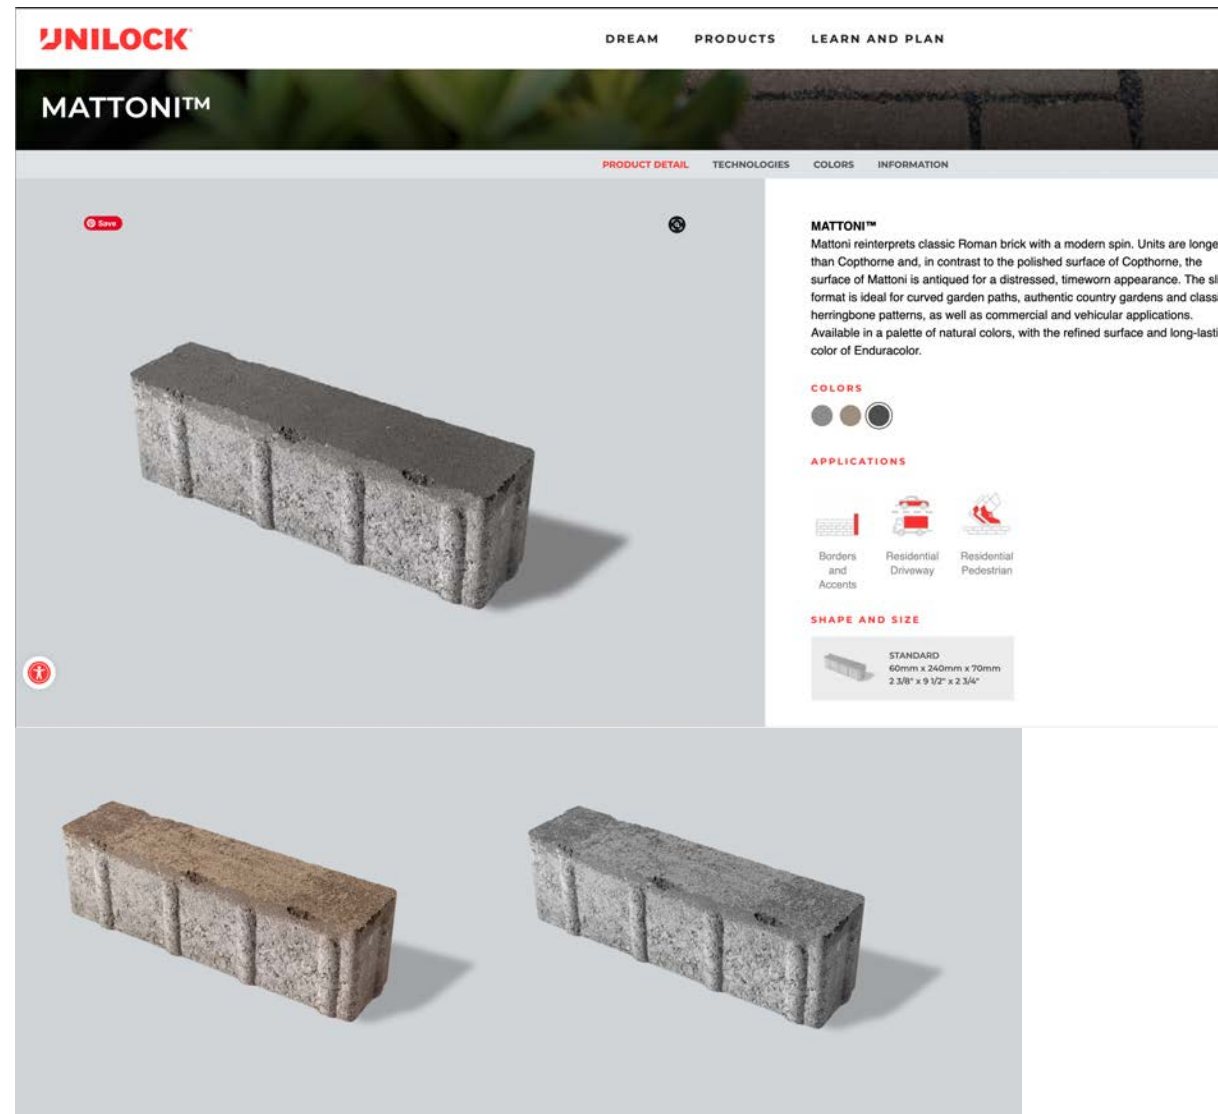 UNILOCK
DREAM PRODUCTS LEARN AND PLAN
MATTONI™
PRODUCT DETAIL TECHNOLOGIES COLORS INFORMATION
Save
MATTONI™
Mattoni reinterprets classic Roman brick with a modern spin. Units are longe
than Copthorne and, in contrast to the polished surface of Copthorne, the
surface of Mattoni is antiqued for a distressed, timeworn appearance. The sl
format is ideal for curved garden paths, authentic country gardens and classi
herringbone patterns, as well as commercial and vehicular applications.
Available in a palette of natural colors, with the refined surface and long-lasti
color of Enduracolor.
COLORS
APPLICATIONS
Borders
and
Accents
Residential
Driveway
Residential
Pedestrian
SHAPE AND SIZE
STANDARD
60mm x 240mm x 70mm
2 3/8" x 9 1/2" x 2 3/4"